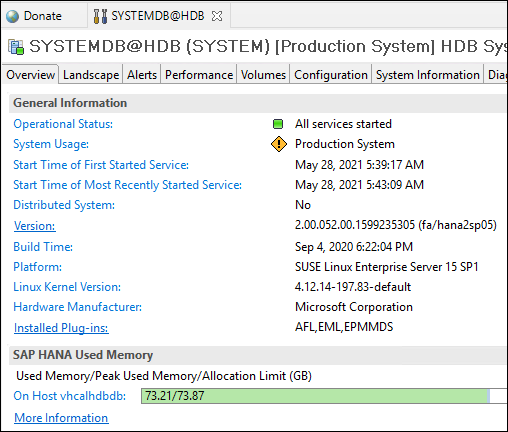 Donate SYSTEMDB@HDB
SYSTEMDB@HDB (SYSTEM) [Production System] HDB Sys
Overview Landscape Alerts Performance Volumes Configuration System Information Dia
General Information
Operational Status: All services started
System Usage: Production System
Start Time of First Started Service: May 28, 2021 5:39:17 AM
Start Time of Most Recently Started Service: May 28, 2021 5:43:09 AM
Distributed System: No
Version: 2.00.052.00.1599235305 (fa/hana2sp05)
Build Time: Sep 4, 2020 6:22:04 PM
Platform: SUSE Linux Enterprise Server 15 SP1
Linux Kernel Version: 4.12.14-197.83-default
Hardware Manufacturer: Microsoft Corporation
Installed Plug-ins: AFL,EML,EPMMDS
SAP HANA Used Memory
Used Memory/Peak Used Memory/Allocation Limit (GB)
On Host vhcalhdbdb: 73.21/73.87
More Information